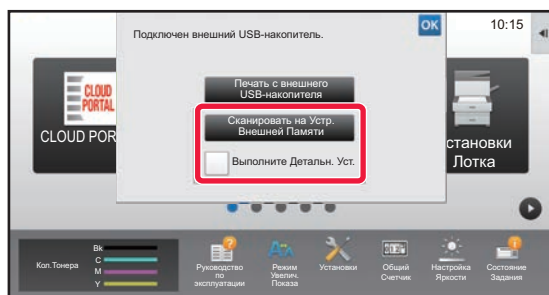 Подключен внешний USB-накопитель.
OK
10:15
Печать с внешнего
USB-накопителя
Сканировать на Устр.
Внешней Памяти
Выполните Детальн. Уст.
CLOUD
PORTAL
CLOUD POR
становки
Лотка
Кол.Тонера
Bk
C
M
Y
Руководство
по
эксплуатации
Режим
Увелич.
Показа
Установки
Общий
Счетчик
Настройка
Яркости
Состояние
Задания